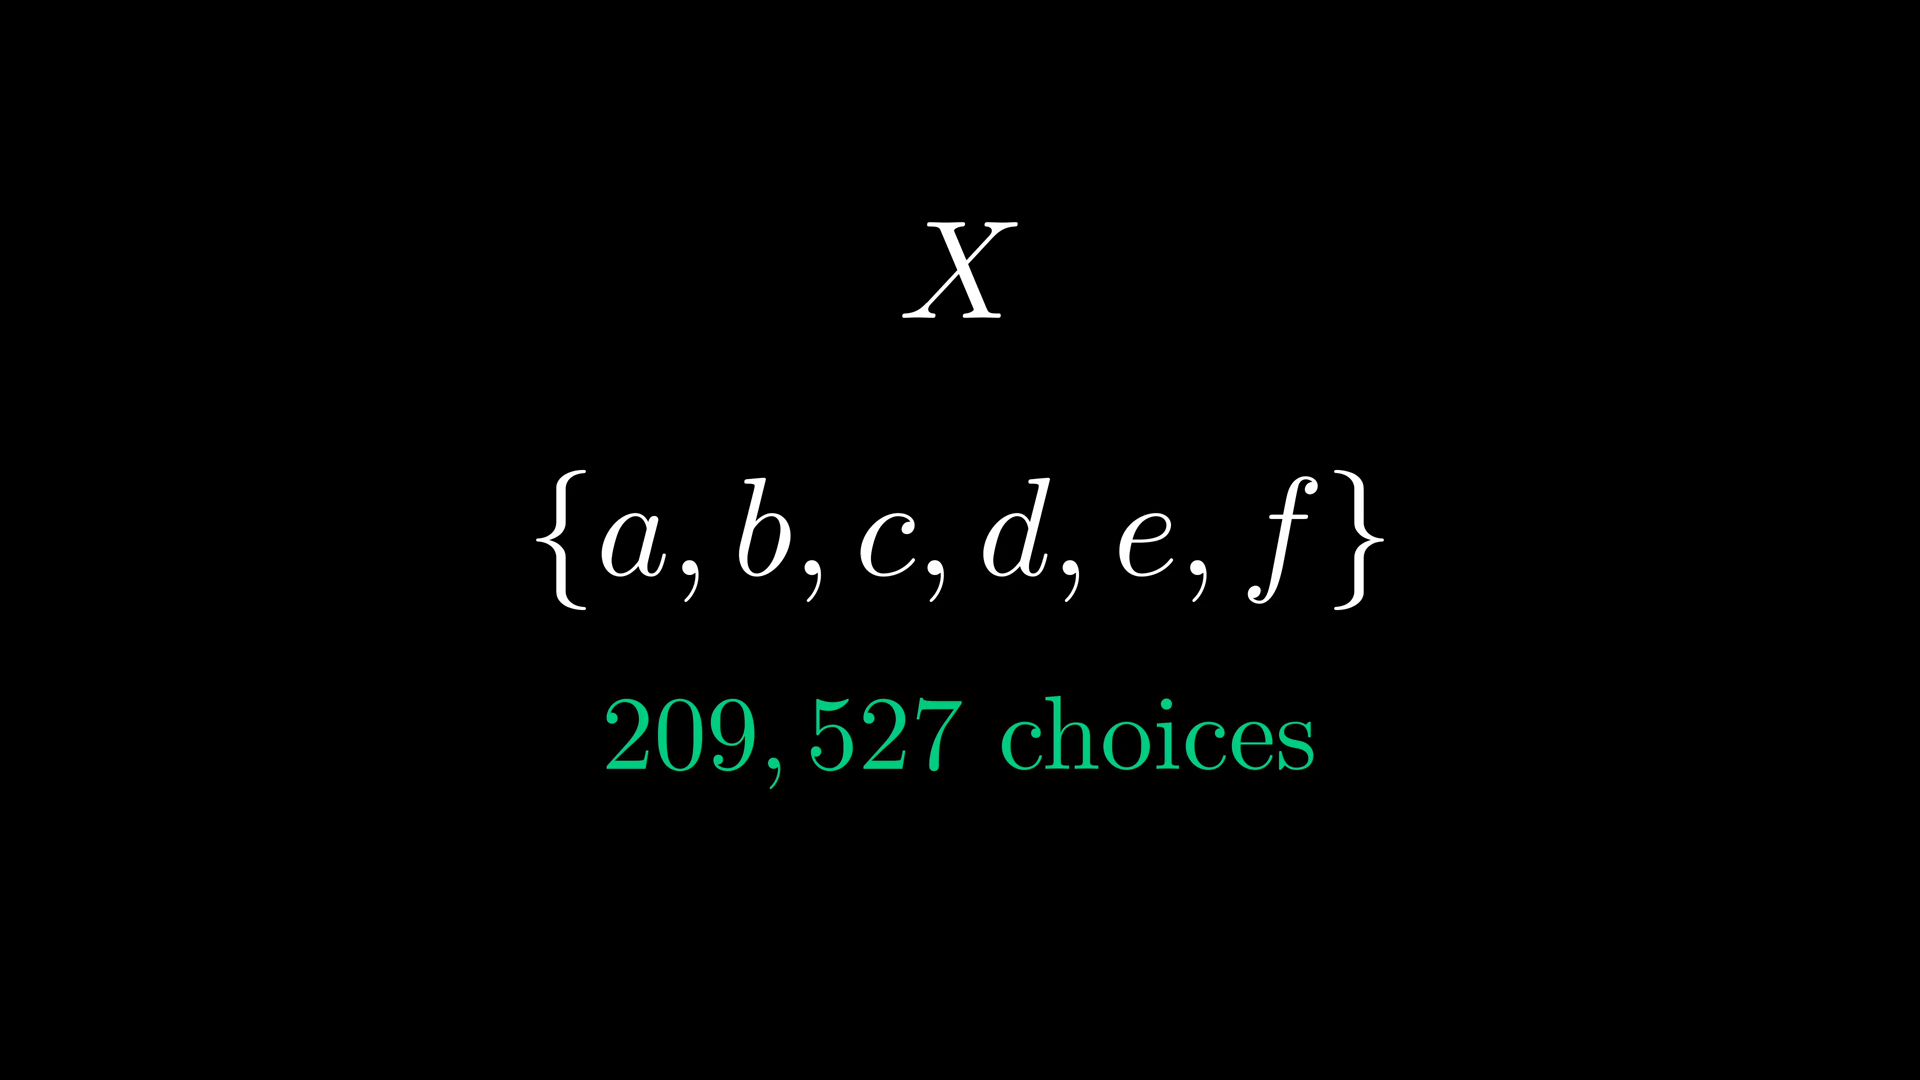 X
{a, b, c, d, e, f}
209, 527 choices